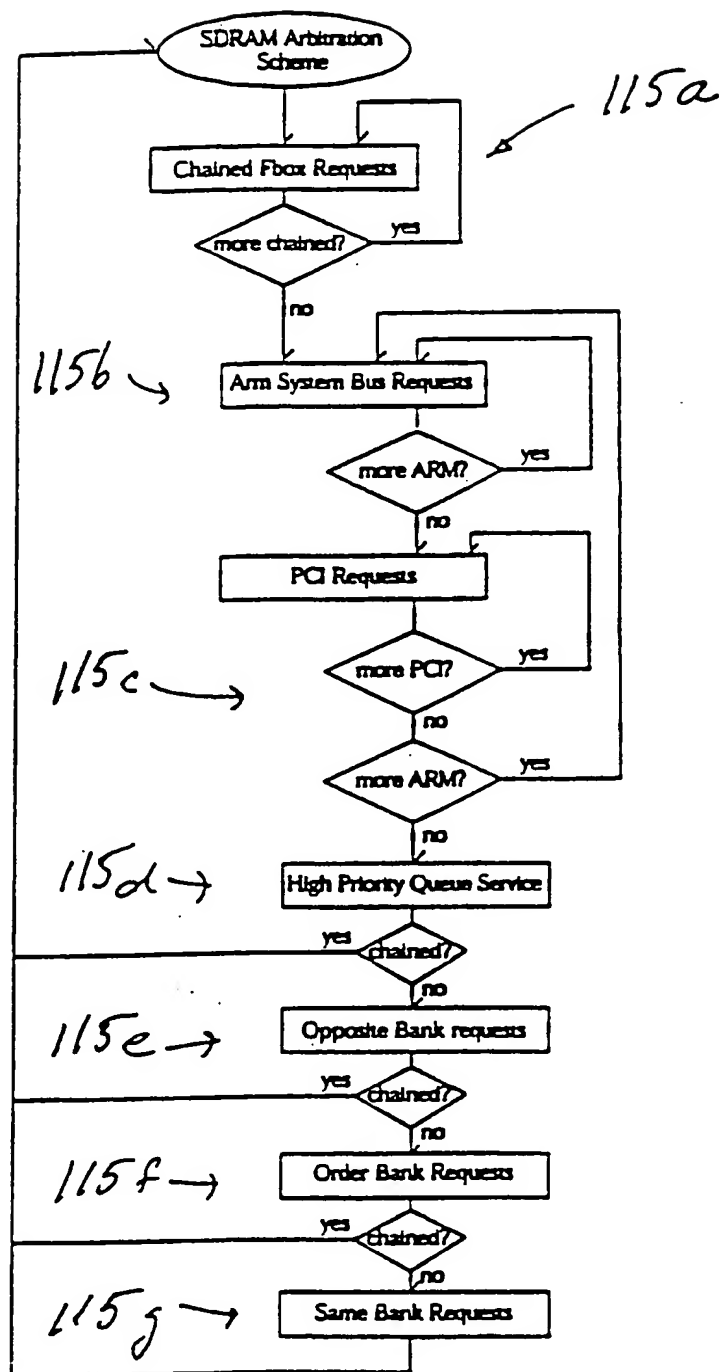 SDRAM Arbitration
Scheme
115a
Chained Fbox Requests
more chained?
yes
no
115b
Arm System Bus Requests
more ARM?
yes
no
PCI Requests
115c
more PCI?
yes
no
more ARM?
yes
no
115d
High Priority Queue Service
yes
chained?
no
115e
Opposite Bank requests
yes
chained?
no
115f
Order Bank Requests
yes
chained?
no
115g
Same Bank Requests